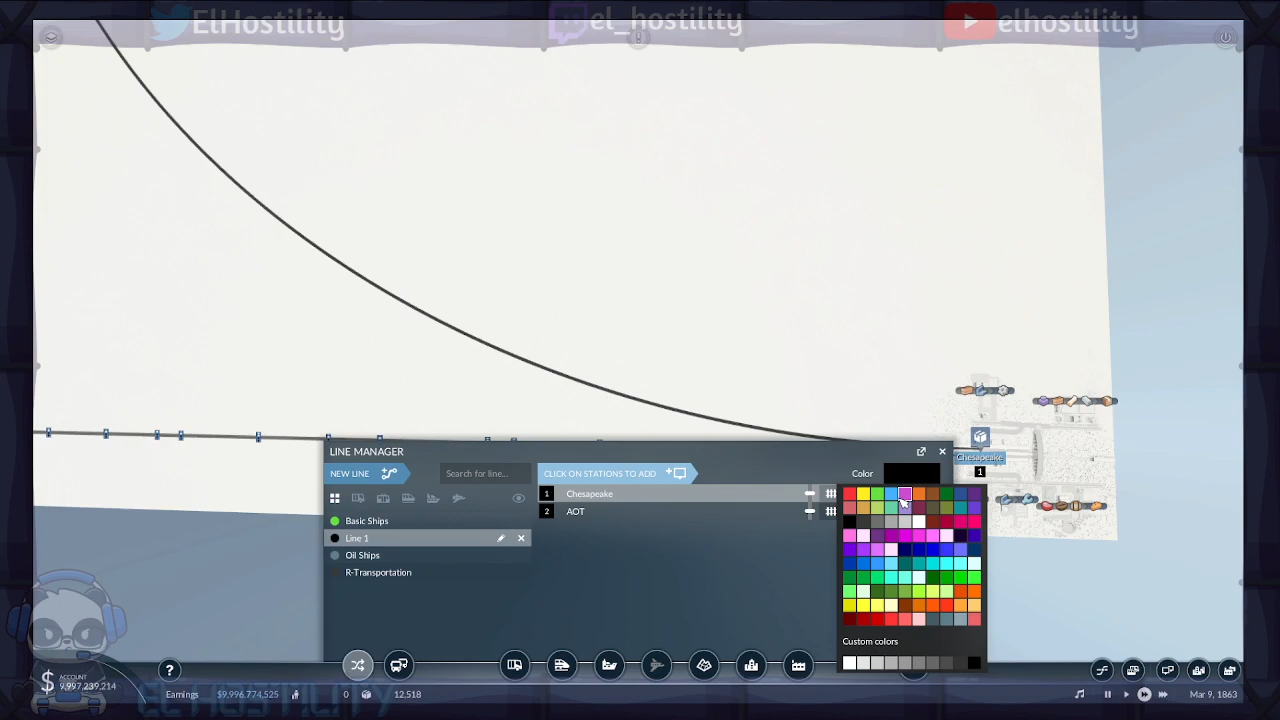 ElHostility
el_hostility
elhostility
Chesapeake
1
LINE MANAGER
NEW LINE
Search for line...
CLICK ON STATIONS TO ADD
Color
1 Chesapeake
2 AOT
Basic Ships
Line 1
Oil Ships
R-Transportation
Custom colors
?
$ ACCOUNT
9,997,239,214
Earnings $9,996,774,525 0 12,518
Mar 9, 1863
ELHOSTILITY